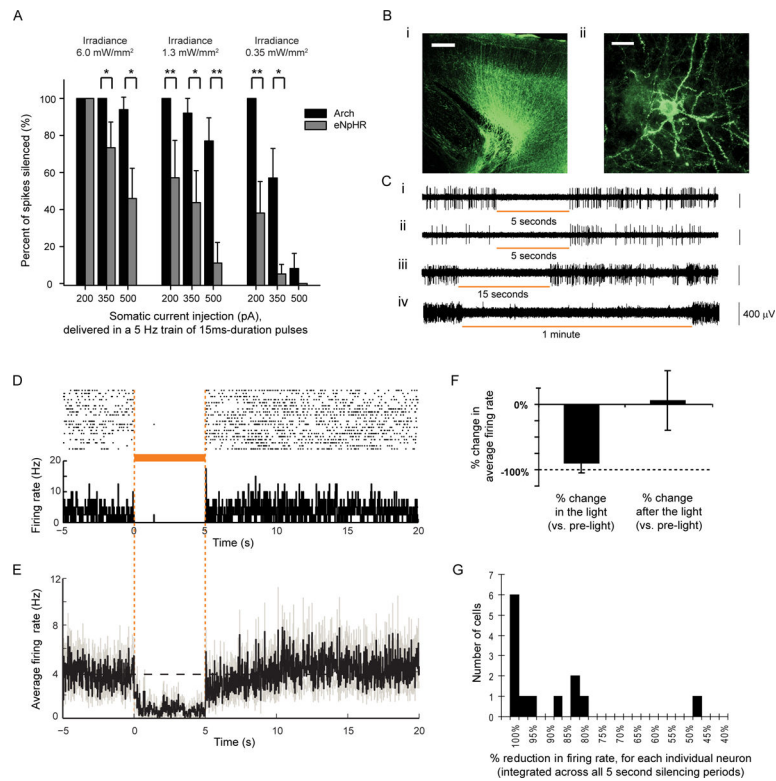 A
Irradiance
6.0 mW/mm²
Irradiance
1.3 mW/mm²
Irradiance
0.35 mW/mm²
* * ** * ** ** *
Percent of spikes silenced (%)
100
80
60
40
20
0
Arch
eNpHR
200 350 500 200 350 500 200 350 500
Somatic current injection (pA),
delivered in a 5 Hz train of 15ms-duration pulses
B
i
ii
C
i
5 seconds
ii
5 seconds
iii
15 seconds
iv
1 minute
400 μV
D
Firing rate (Hz)
20
15
10
0
−5 0 5 10 15 20
Time (s)
E
Average firing rate (Hz)
12
8
4
0
−5 0 5 10 15 20
Time (s)
F
% change in
average firing rate
0%
-100%
% change
in the light
(vs. pre-light)
% change
after the light
(vs. pre-light)
G
Number of cells
7
6
5
4
3
2
1
0
100% 95% 90% 85% 80% 75% 70% 65% 60% 55% 50% 45% 40%
% reduction in firing rate, for each individual neuron
(integrated across all 5 second silencing periods)